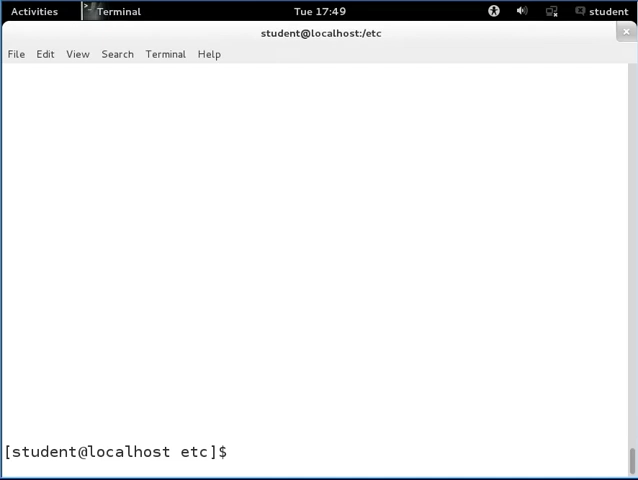 Activities Terminal Tue 17:49 student
student@localhost:/etc
File Edit View Search Terminal Help
[student@localhost etc]$